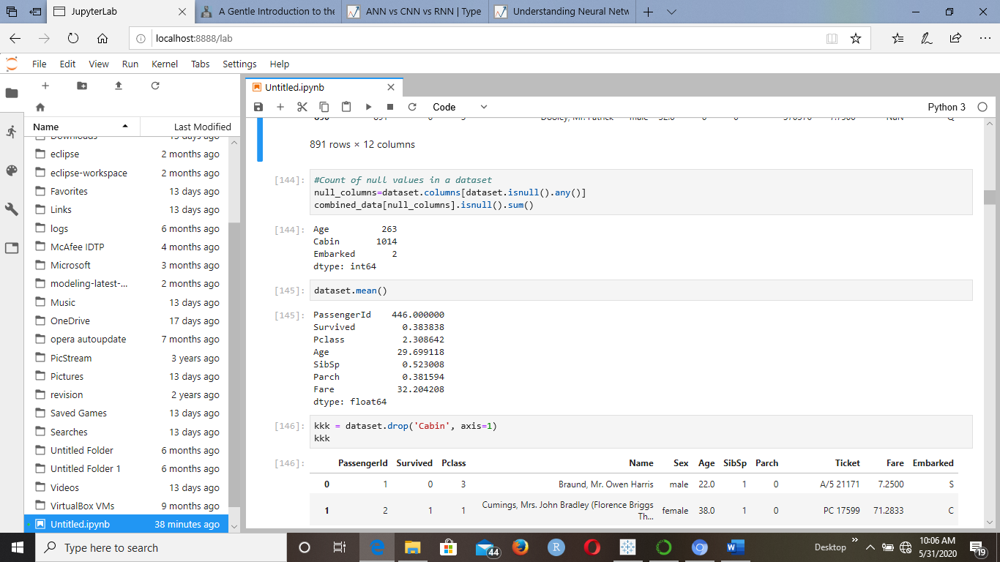 JupyterLab
A Gentle Introduction to the
ANN vs CNN vs RNN | Type
Understanding Neural Netw
localhost:8888/lab
File Edit View Run Kernel Tabs Settings Help
Name Last Modified
Downloads 13 days ago
eclipse 2 months ago
eclipse-workspace 2 months ago
Favorites 13 days ago
Links 13 days ago
logs 6 months ago
McAfee IDTP 4 months ago
Microsoft 3 months ago
modeling-latest-... 2 months ago
Music 13 days ago
OneDrive 17 days ago
opera autoupdate 7 months ago
PicStream 3 years ago
Pictures 13 days ago
revision 2 years ago
Saved Games 13 days ago
Searches 13 days ago
Untitled Folder 6 months ago
Untitled Folder 1 6 months ago
Videos 13 days ago
VirtualBox VMs 9 months ago
Untitled.ipynb 38 minutes ago
Untitled.ipynb
Code Python 3
890 891 0 3 Dooley, Mr. Patrick male 32.0 0 0 370376 7.7500 NaN Q
891 rows × 12 columns
[144]: #Count of null values in a dataset
null_columns=dataset.columns[dataset.isnull().any()]
combined_data[null_columns].isnull().sum()
[144]: Age 263
Cabin 1014
Embarked 2
dtype: int64
[145]: dataset.mean()
[145]: PassengerId 446.000000
Survived 0.383838
Pclass 2.308642
Age 29.699118
SibSp 0.523008
Parch 0.381594
Fare 32.204208
dtype: float64
[146]: kkk = dataset.drop('Cabin', axis=1)
kkk
[146]: PassengerId Survived Pclass Name Sex Age SibSp Parch Ticket Fare Embarked
0 1 0 3 Braund, Mr. Owen Harris male 22.0 1 0 A/5 21171 7.2500 S
1 2 1 1 Cumings, Mrs. John Bradley (Florence Briggs Th... female 38.0 1 0 PC 17599 71.2833 C
Type here to search
44
R
Desktop
10:06 AM
5/31/2020
19